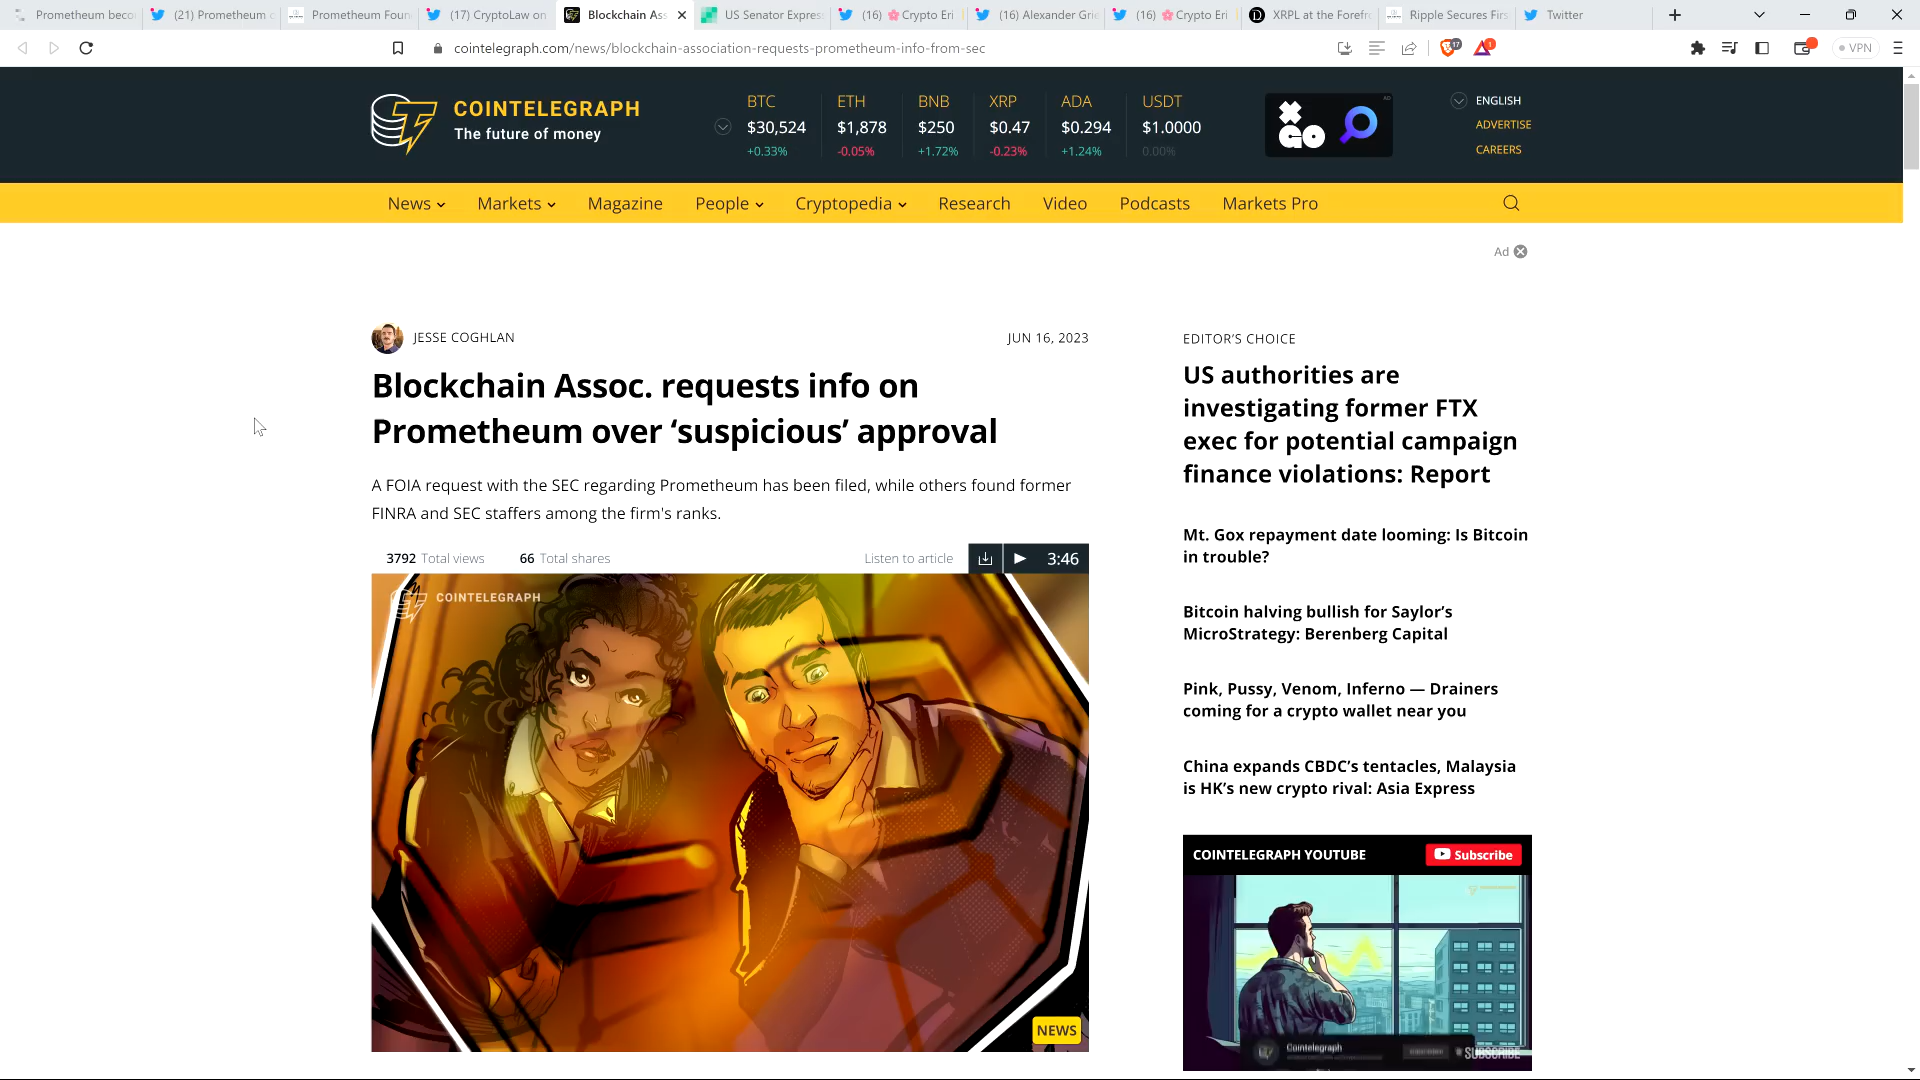 Prometheum beco
(21) Prometheum c
Prometheum Foun
(17) CryptoLaw on
Blockchain Ass
US Senator Express
(16) 🌸 Crypto Eri
(16) Alexander Grie
(16) 🌸 Crypto Eri
XRPL at the Forefr
Ripple Secures Firs
Twitter
cointelegraph.com/news/blockchain-association-requests-prometheum-info-from-sec
17
1
VPN
COINTELEGRAPH
The future of money
BTC ETH BNB XRP ADA USDT
$30,524 $1,878 $250 $0.47 $0.294 $1.0000
+0.33% -0.05% +1.72% -0.23% +1.24% 0.00%
GO
AD
ENGLISH
ADVERTISE
CAREERS
News Markets Magazine People Cryptopedia Research Video Podcasts Markets Pro
Ad
JESSE COGHLAN
JUN 16, 2023
Blockchain Assoc. requests info on
Prometheum over ‘suspicious’ approval
A FOIA request with the SEC regarding Prometheum has been filed, while others found former
FINRA and SEC staffers among the firm's ranks.
3792 Total views 66 Total shares
Listen to article 3:46
COINTELEGRAPH
NEWS
EDITOR’S CHOICE
US authorities are
investigating former FTX
exec for potential campaign
finance violations: Report
Mt. Gox repayment date looming: Is Bitcoin
in trouble?
Bitcoin halving bullish for Saylor’s
MicroStrategy: Berenberg Capital
Pink, Pussy, Venom, Inferno — Drainers
coming for a crypto wallet near you
China expands CBDC’s tentacles, Malaysia
is HK’s new crypto rival: Asia Express
COINTELEGRAPH YOUTUBE
Subscribe
Cointelegraph
SUBSCRIBE